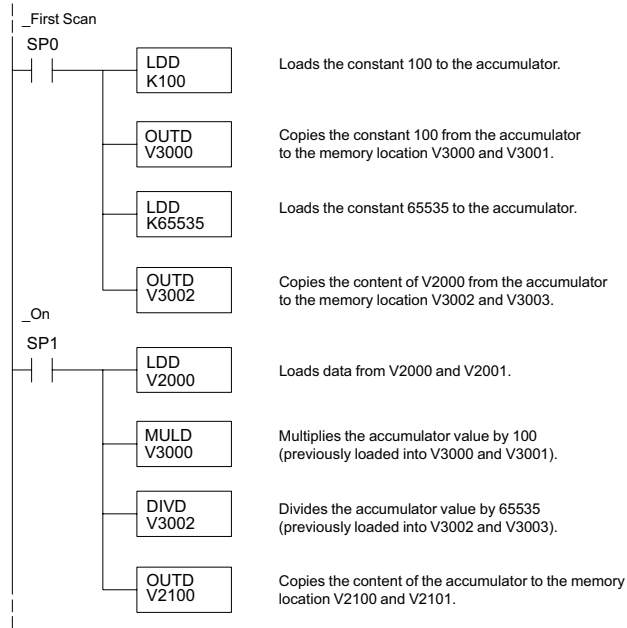 _First Scan
SP0
LDD
K100
Loads the constant 100 to the accumulator.
OUTD
V3000
Copies the constant 100 from the accumulator
to the memory location V3000 and V3001.
LDD
K65535
Loads the constant 65535 to the accumulator.
OUTD
V3002
Copies the content of V2000 from the accumulator
to the memory location V3002 and V3003.
_On
SP1
LDD
V2000
Loads data from V2000 and V2001.
MULD
V3000
Multiplies the accumulator value by 100
(previously loaded into V3000 and V3001).
DIVD
V3002
Divides the accumulator value by 65535
(previously loaded into V3002 and V3003).
OUTD
V2100
Copies the content of the accumulator to the memory
location V2100 and V2101.